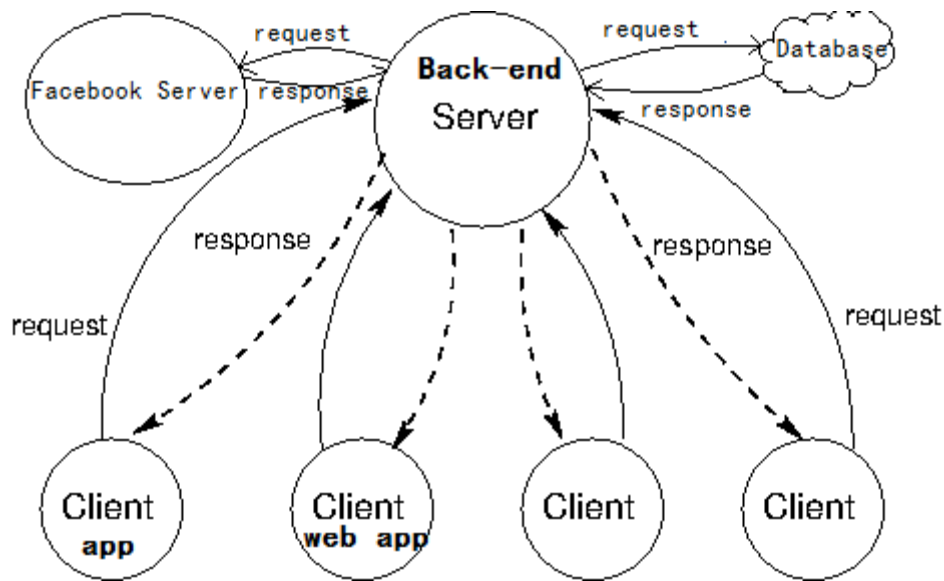 request
request
Facebook Server
response
Back-end
Server
Database
response
response
response
request
request
Client
app
Client
web app
Client
Client